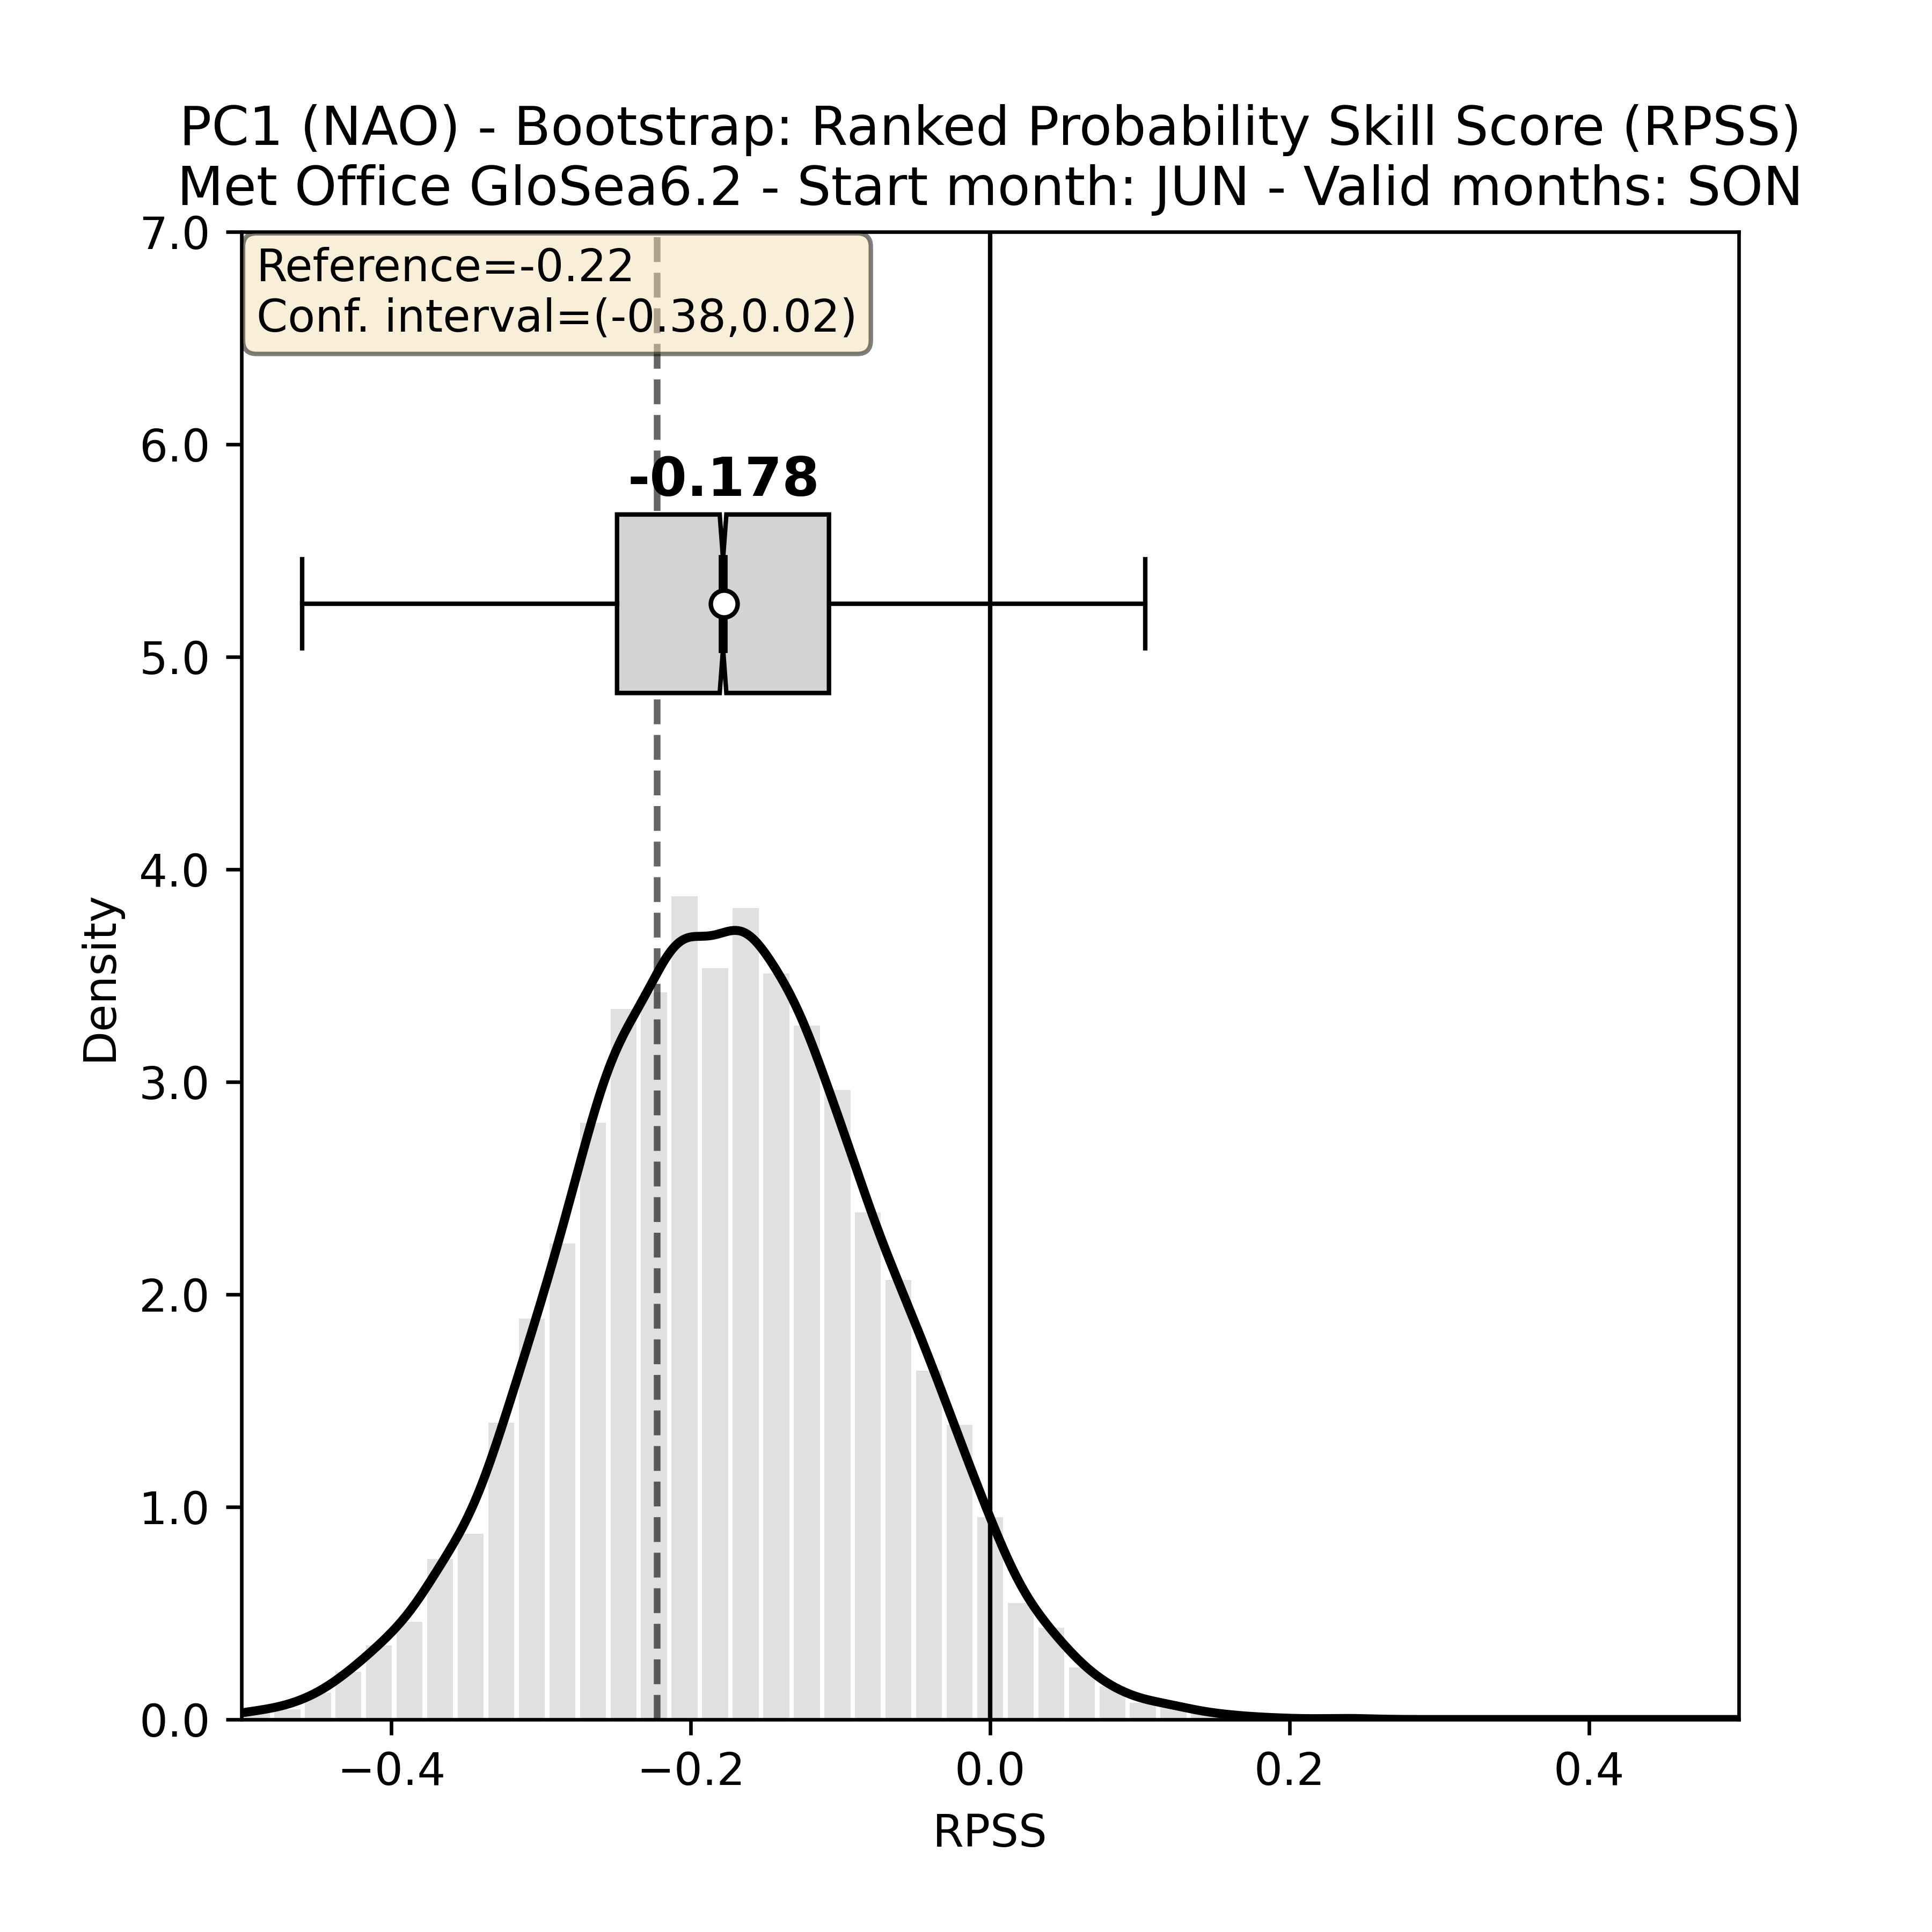 PC1 (NAO) - Bootstrap: Ranked Probability Skill Score (RPSS)
Met Office GloSea6.2 - Start month: JUN - Valid months: SON
7.0
Reference=-0.22
Conf. interval=(-0.38,0.02)
6.0
-0.178
5.0
4.0
Density
3.0
2.0
1.0
0.0
−0.4 −0.2 0.0 0.2 0.4
RPSS